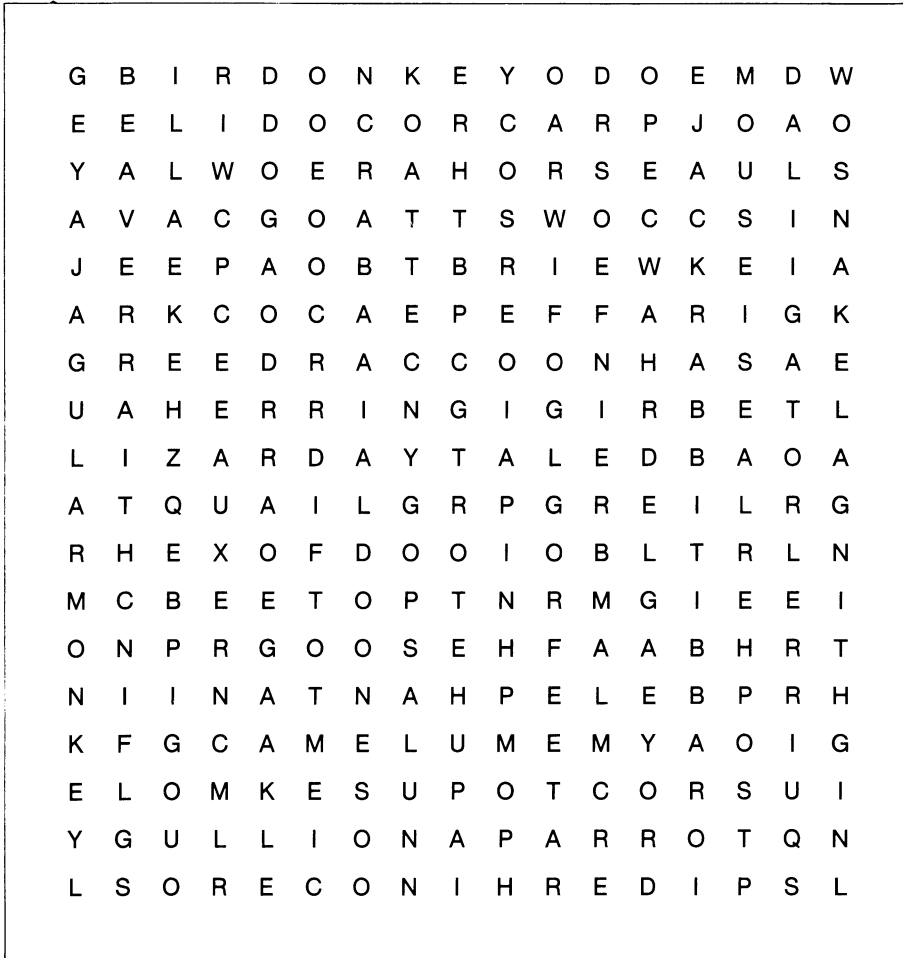 G B I R D O N K E Y O D O E M D W
E E L I D O C O R C A R P J O A O
Y A L W O E R A H O R S E A U L S
A V A C G O A T T S W O C C S I N
J E E P A O B T B R I E W K E I A
A R K C O C A E P E F F A R I G K
G R E E D R A C C O O N H A S A E
U A H E R R I N G I G I R B E T L
L I Z A R D A Y T A L E D B A O A
A T Q U A I L G R P G R E I L R G
R H E X O F D O O I O B L T R L N
M C B E E T O P T N R M G I E E I
O N P R G O O S E H F A A B H R T
N I I N A T N A H P E L E B P R H
K F G C A M E L U M E M Y A O I G
E L O M K E S U P O T C O R S U I
Y G U L L I O N A P A R R O T Q N
L S O R E C O N I H R E D I P S L